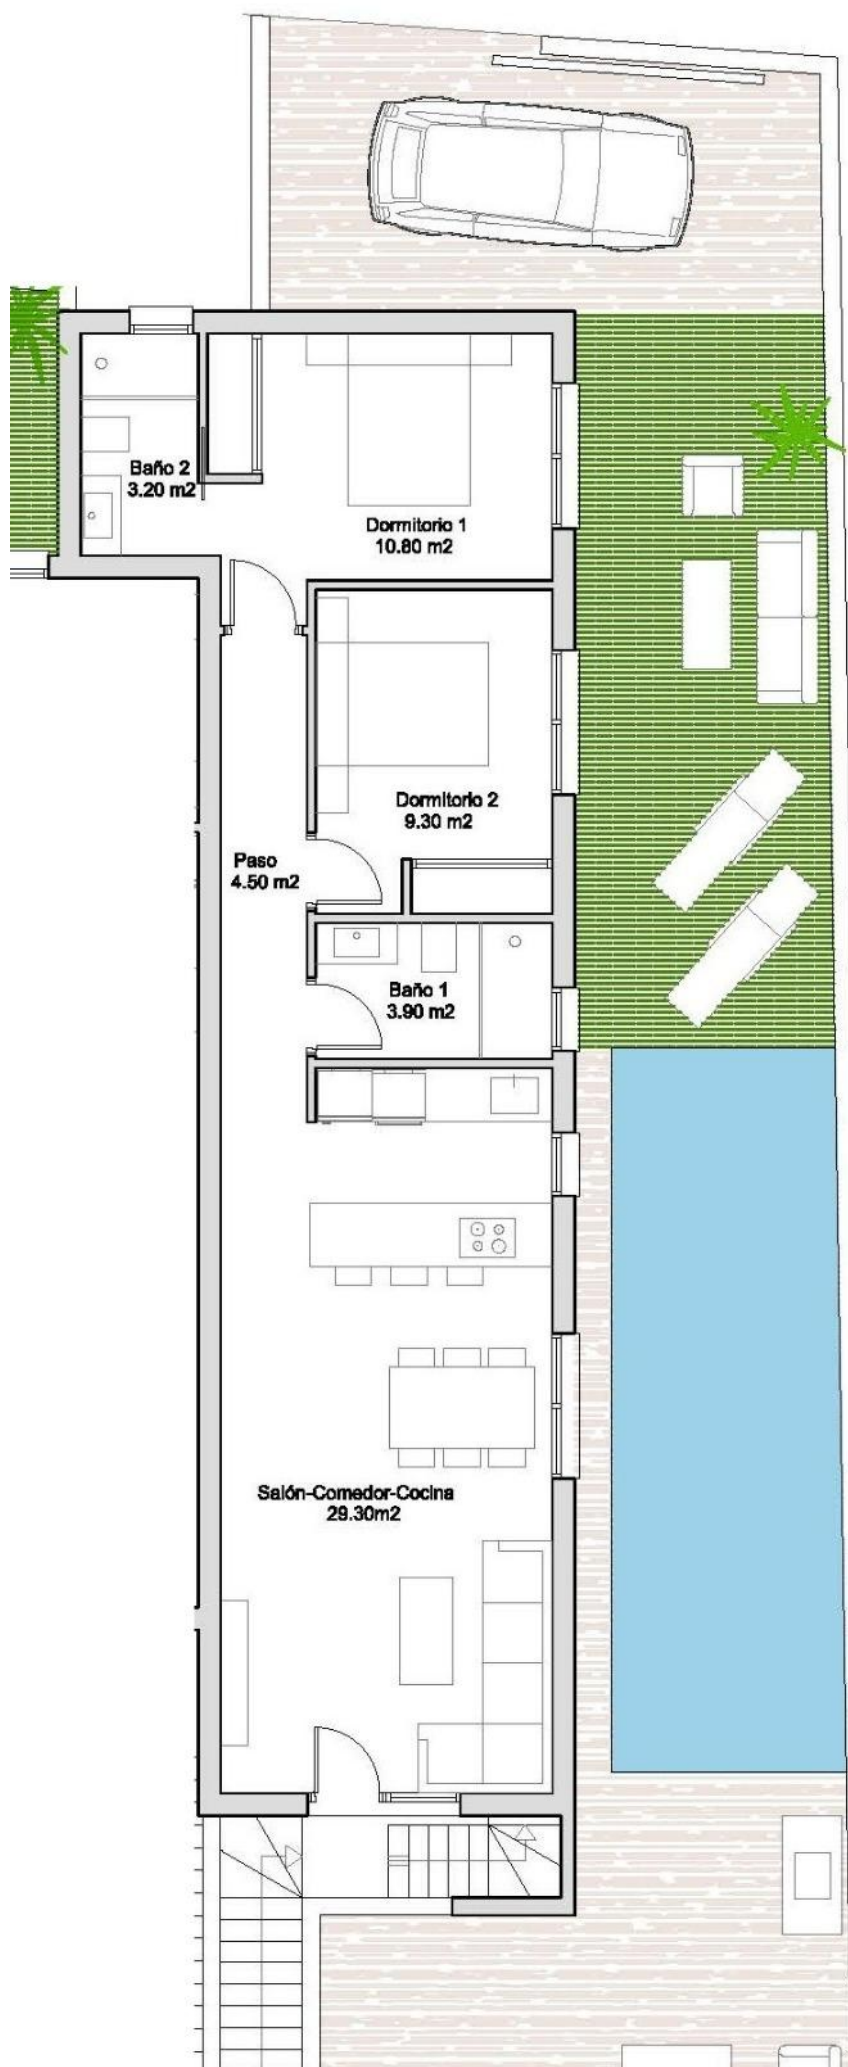 Baño 2
3.20 m2
Dormitorio 1
10.80 m2
Dormitorio 2
9.30 m2
Paso
4.50 m2
Baño 1
3.90 m2
Salón-Comedor-Cocina
29.30m2